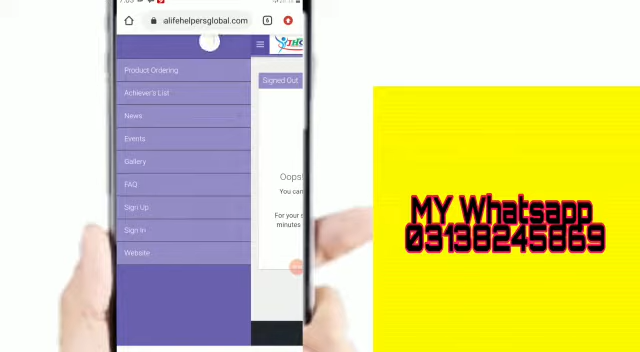 alifehelpersglobal.com
6
Product Ordering
Achiever's List
News
Events
Gallery
FAQ
Sign Up
Sign In
Website
Signed Out
Oops!
You can
For your s
minutes
MY Whatsapp
03138245869